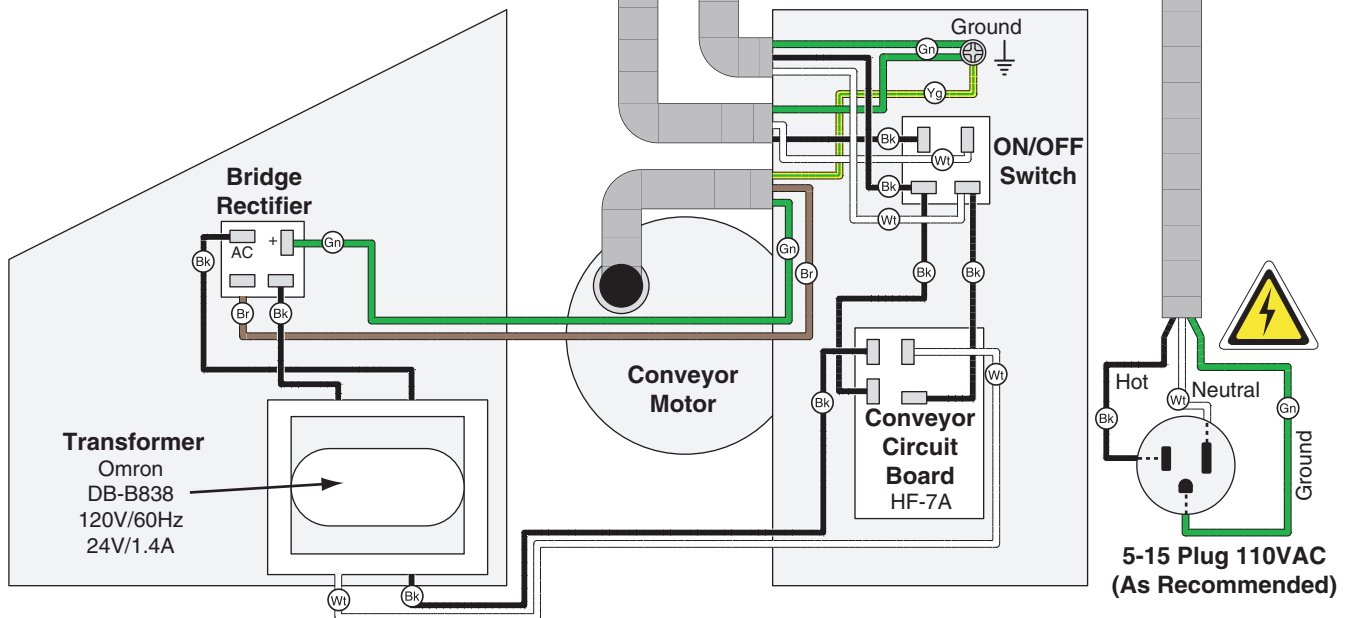 Ground
Gn
Yg
Bk
Wt
ON/OFF
Switch
Bk
Wt
Bridge
Rectifier
AC
+
Gn
Bk
Br
Bk
Gn
Br
Bk
Bk
Conveyor
Motor
Wt
Bk
Conveyor
Circuit
Board
HF-7A
Transformer
Omron
DB-B838
120V/60Hz
24V/1.4A
Wt
Bk
Hot
Neutral
Wt
Bk
Gn
Ground
5-15 Plug 110VAC
(As Recommended)